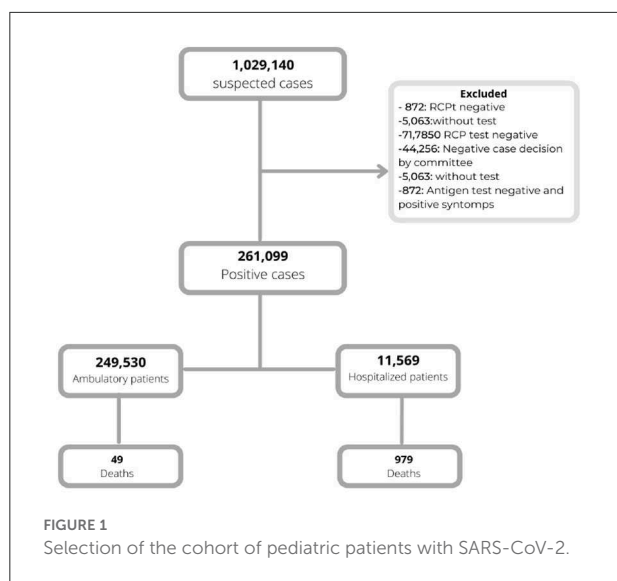 1,029,140
suspected cases
Excluded
- 872: RCPt negative
-5,063:without test
-71,7850 RCP test negative
-44,256: Negative case decision
by committee
-5,063: without test
-872: Antigen test negative and
positive syntomps
261,099
Positive cases
249,530
Ambulatory patients
11,569
Hospitalized patients
49
Deaths
979
Deaths
FIGURE 1
Selection of the cohort of pediatric patients with SARS-CoV-2.